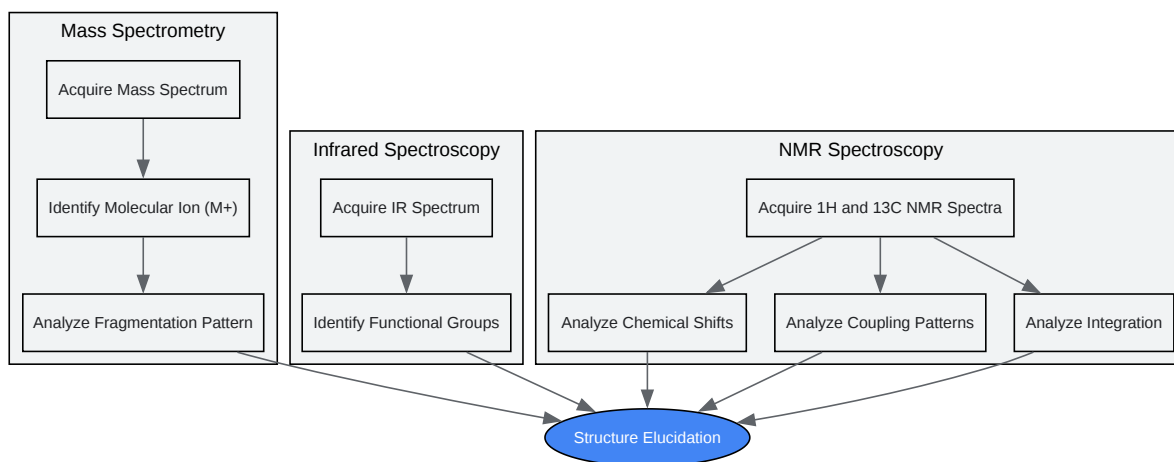 Mass Spectrometry
Acquire Mass Spectrum
Identify Molecular Ion (M+)
Analyze Fragmentation Pattern
Infrared Spectroscopy
Acquire IR Spectrum
Identify Functional Groups
NMR Spectroscopy
Acquire 1H and 13C NMR Spectra
Analyze Chemical Shifts
Analyze Coupling Patterns
Analyze Integration
Structure Elucidation